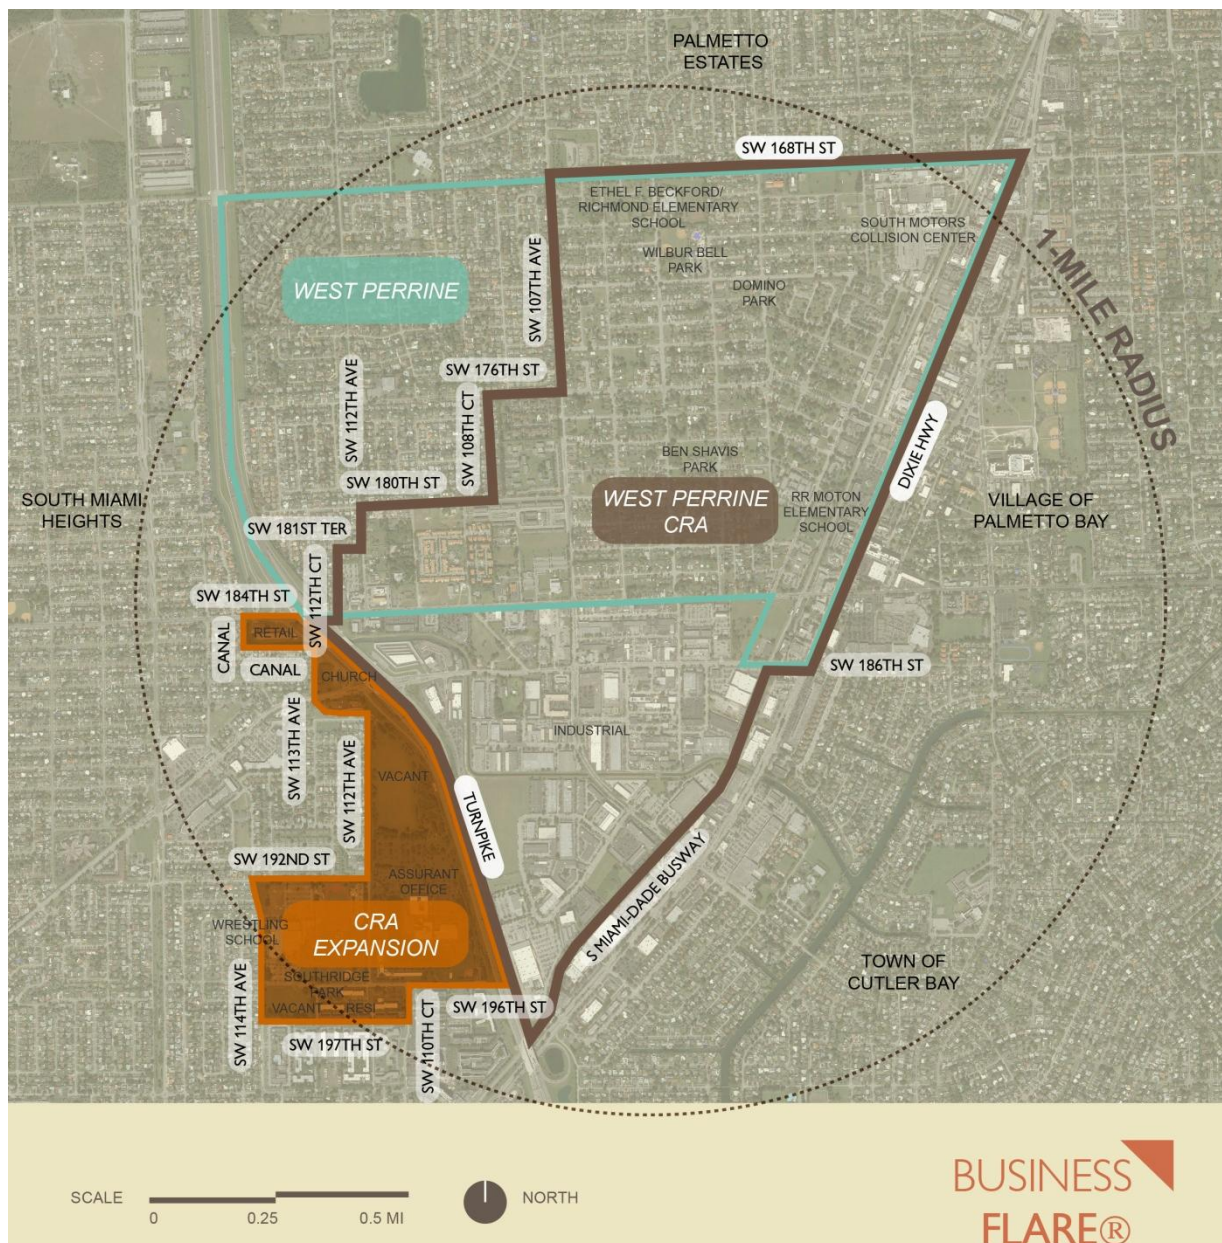 PALMETTO
ESTATES
SW 168TH ST
ETHEL F. BECKFORD/
RICHMOND ELEMENTARY
SCHOOL
SOUTH MOTORS
COLLISION CENTER
1-MILE RADIUS
WILBUR BELL
PARK
WEST PERRINE
SW 107TH AVE
DOMINO
PARK
SW 176TH ST
SW 112TH AVE
SW 108TH CT
DIXIE HWY
BEN SHAVIS
PARK
SW 180TH ST
SOUTH MIAMI
HEIGHTS
WEST PERRINE
CRA
RR MOTON
ELEMENTARY
SCHOOL
VILLAGE OF
PALMETTO BAY
SW 181ST TER
SW 184TH ST
SW 112TH CT
RETAIL
CANAL
CANAL
CHURCH
SW 186TH ST
SW 113TH AVE
INDUSTRIAL
SW 112TH AVE
VACANT
TURNPIKE
SW 192ND ST
ASSURANT
OFFICE
S MIAMI-DADE BUSWAY
WRESTLING
SCHOOL
CRA
EXPANSION
TOWN OF
CUTLER BAY
SOUTHRIDGE
PARK
SW 114TH AVE
VACANT
RESI
SW 110TH CT
SW 196TH ST
SW 197TH ST
SCALE
0
0.25
0.5 MI
NORTH
BUSINESS
FLARE®